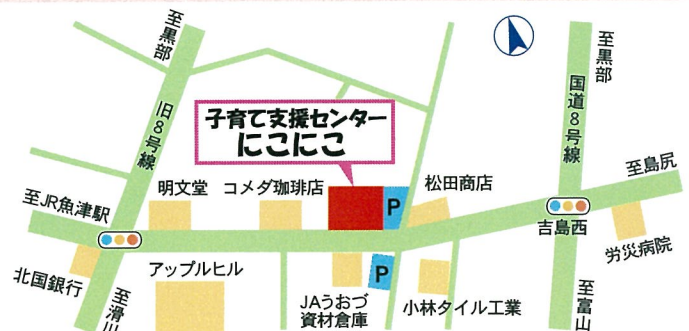 至黒部
旧8号線
子育て支援センター
にこにこ
至黒部
国道8号線
至島尻
至JR魚津駅
明文堂
コメダ珈琲店
P
松田商店
吉島西
労災病院
北国銀行
至滑川
アップルヒル
JAうおづ
資材倉庫
P
小林タイル工業
至富山